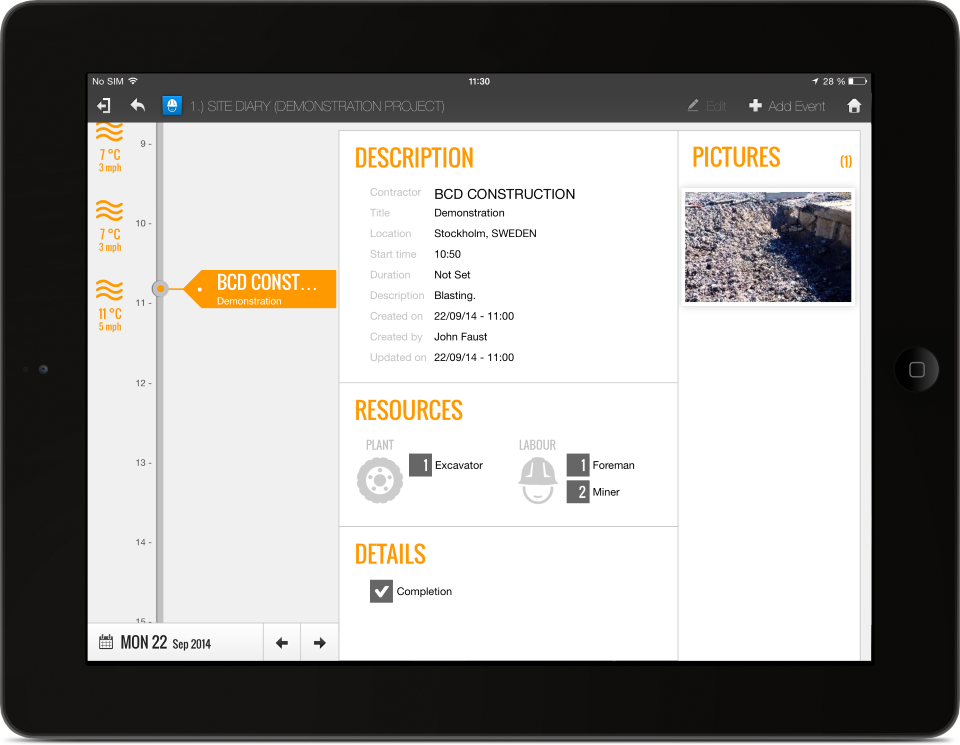 No SIM 11:30 28 %
1.) SITE DIARY (DEMONSTRATION PROJECT) Edit Add Event
7 °C
3 mph
7 °C
3 mph
11 °C
5 mph
9 -
10 -
11 -
12 -
13 -
14 -
15 -
BCD CONST...
Demonstration
MON 22 Sep 2014
DESCRIPTION
Contractor BCD CONSTRUCTION
Title Demonstration
Location Stockholm, SWEDEN
Start time 10:50
Duration Not Set
Description Blasting.
Created on 22/09/14 - 11:00
Created by John Faust
Updated on 22/09/14 - 11:00
RESOURCES
PLANT
1 Excavator
LABOUR
1 Foreman
2 Miner
DETAILS
Completion
PICTURES (1)